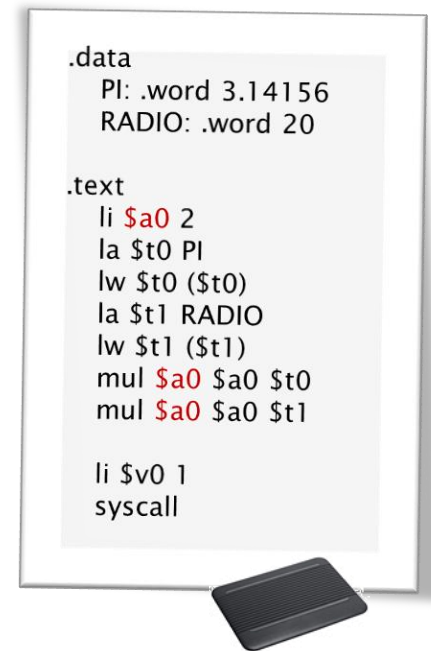 .data
PI: .word 3.14156
RADIO: .word 20
.text
li $a0 2
la $t0 PI
lw $t0 ($t0)
la $t1 RADIO
lw $t1 ($t1)
mul $a0 $a0 $t0
mul $a0 $a0 $t1
li $v0 1
syscall